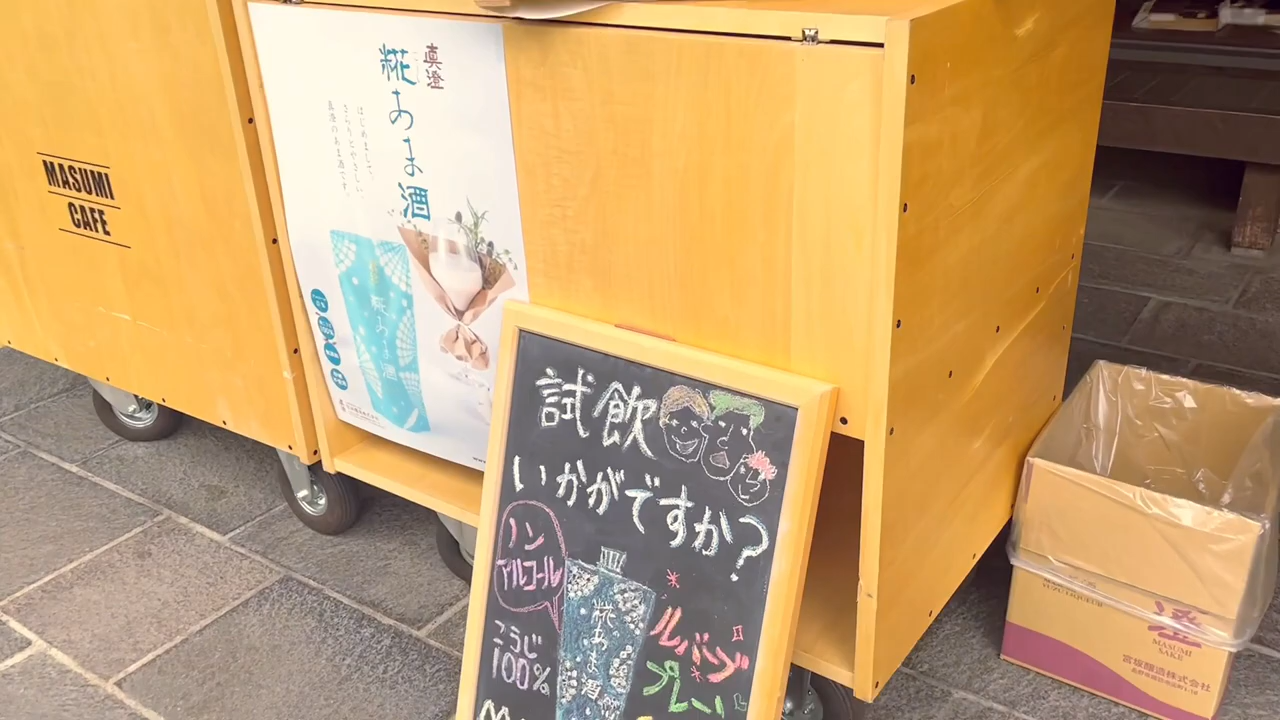 MASUMI
CAFE
真澄
糀あま酒
はじめまして、
さらりとやさしい、
真澄のあま酒です。
糀あま酒
試飲
いかがですか?
ノン
アルコール
こうじ
100%
糀あま酒
ルバーブ
プレーン
澄
MASUMI
SAKE
宮坂醸造株式会社